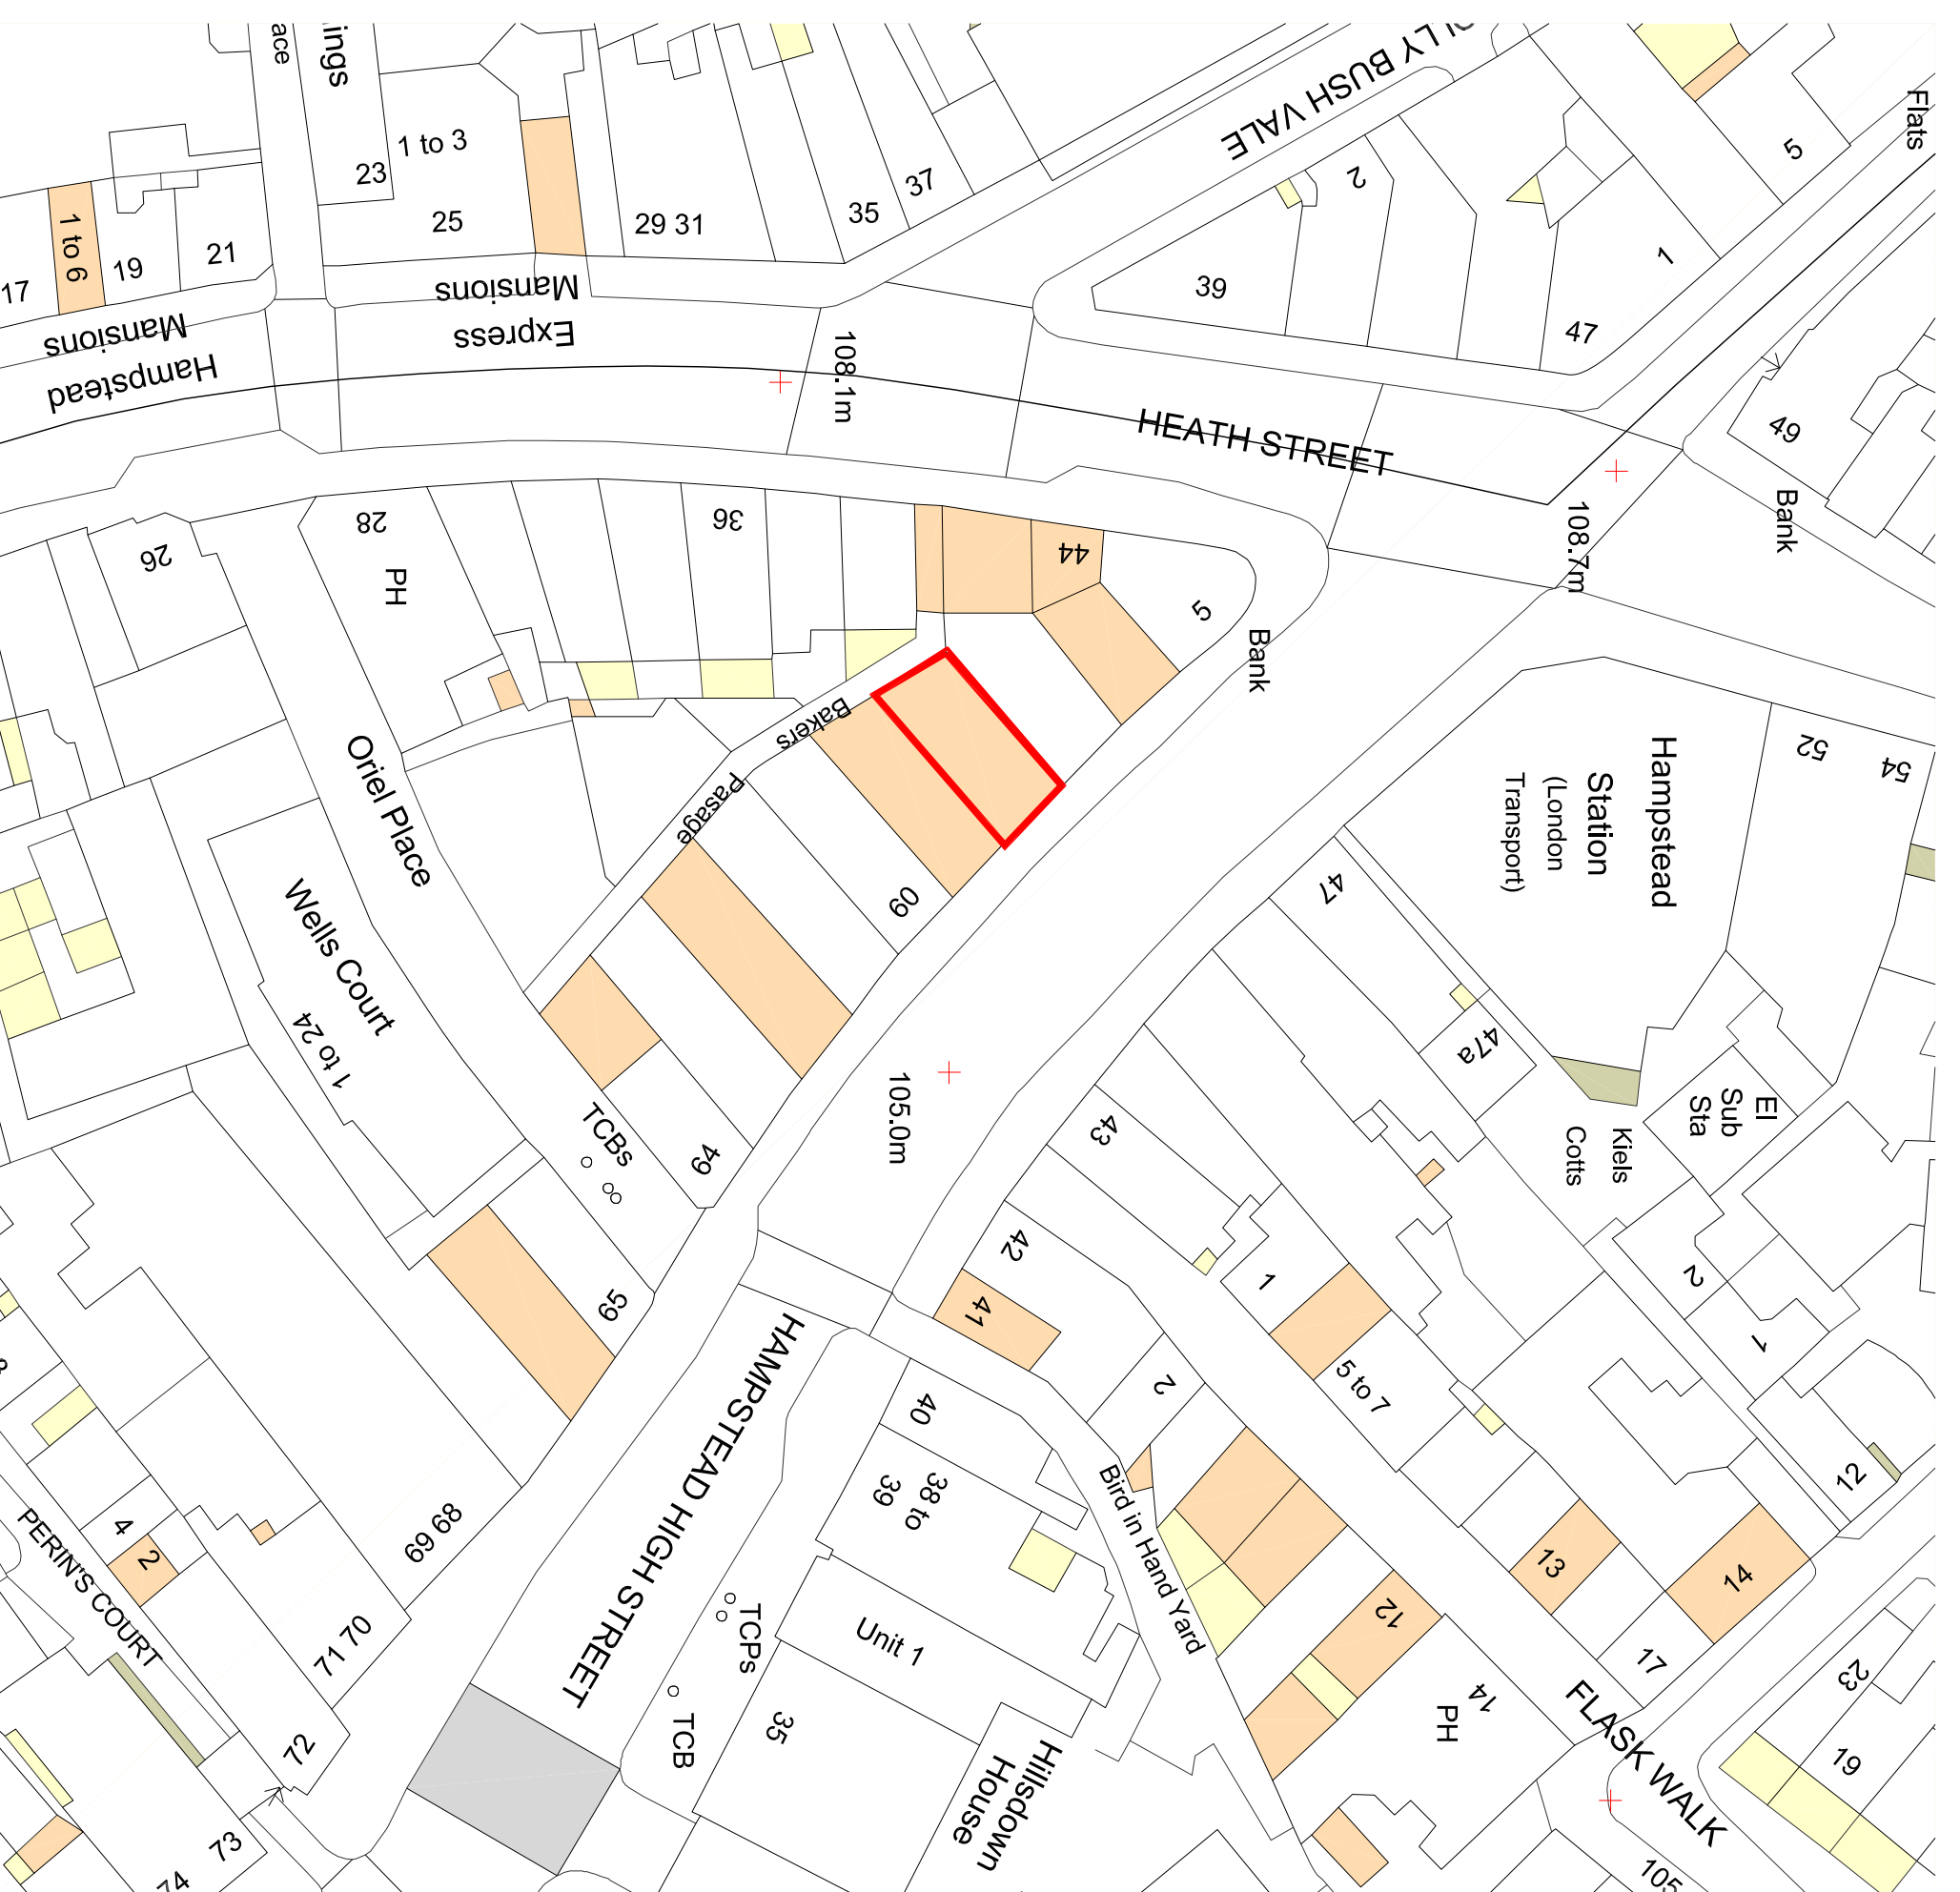 ace
ings
OLLY BUSH VALE
Flats
1 to 3
23
25
29 31
35
37
2
39
47
1
5
1 to 6
17
19
21
Mansions
Hampstead
Mansions
Express
108.1m
HEATH STREET
49
Bank
108.7m
26
28
PH
36
44
5
Bank
Bakers
Pasage
Oriel Place
Wells Court
1 to 24
60
Hampstead
Station
(London
Transport)
52
54
47
47a
El
Sub
Sta
Kiels
Cotts
105.0m
TCBs
64
65
43
42
41
1
5 to 7
2
2
1
12
40
38 to
39
Bird in Hand Yard
HAMPSTEAD HIGH STREET
69 68
71 70
72
73
74
4
2
PERIN'S COURT
TCPs
TCB
Unit 1
35
Hillsdown
House
12
13
14
17
14
PH
FLASK WALK
23
19
105